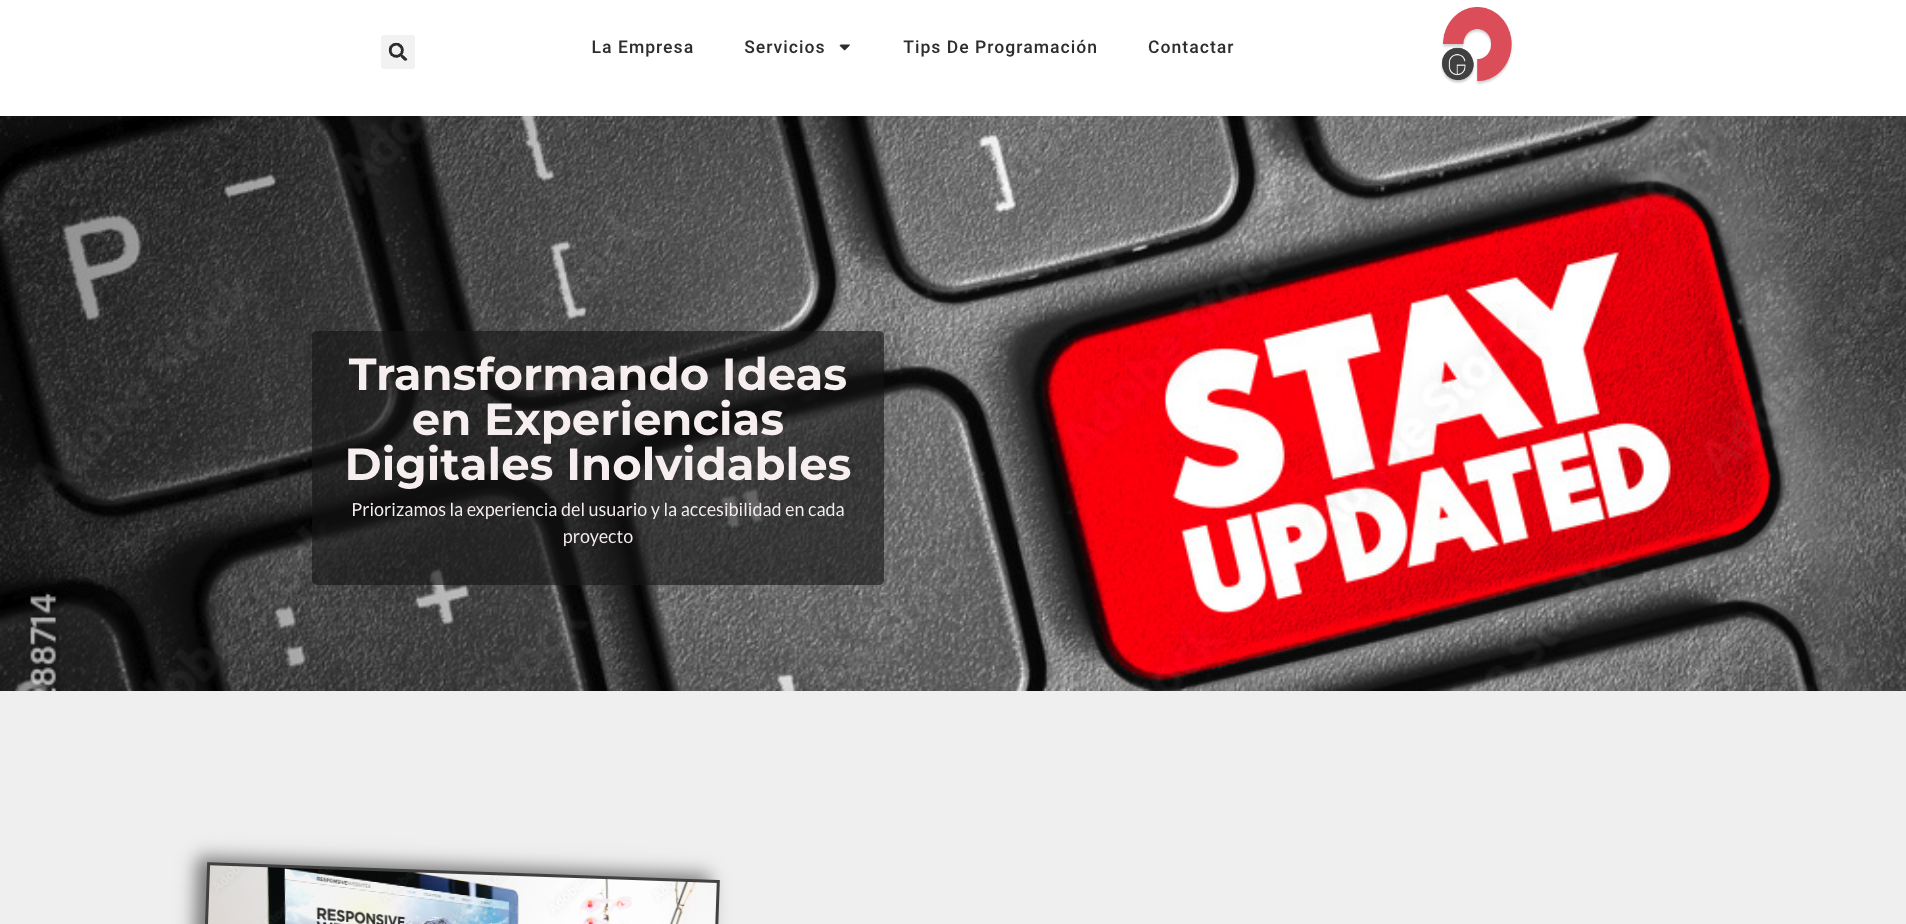 La Empresa
Servicios
Tips De Programación
Contactar
G
P
[
]
STAY
UPDATED
Transformando Ideas
en Experiencias
Digitales Inolvidables
Priorizamos la experiencia del usuario y la accesibilidad en cada
proyecto
88714
RESPONSIVE